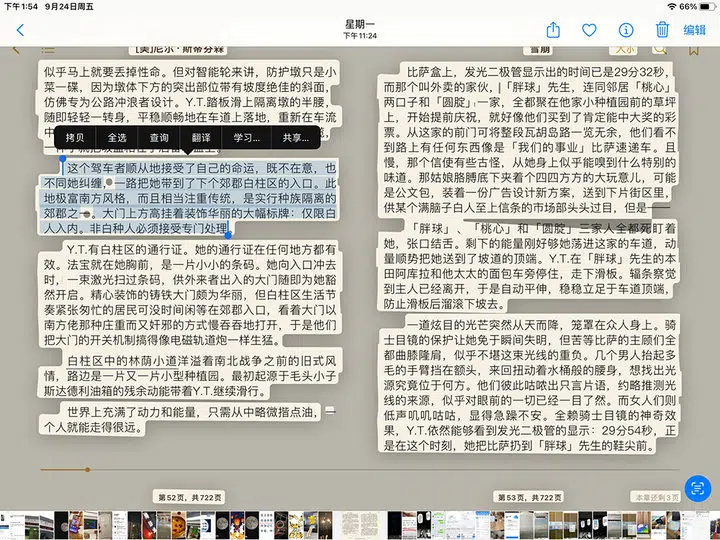 下午1:54 9月24日周五
66%
星期一
下午11:24
编辑
[美]尼尔·斯蒂芬森
雪崩
大小
似乎马上就要丢掉性命。但对智能轮来讲，防护墩只是小
菜一碟，因为墩体下方的突出部位带有坡度绝佳的斜面，
仿佛专为公路冲浪者设计。Y.T.踏板滑上隔离墩的半腰，
随即轻轻一转身，平稳顺畅地在车道上落地，重新在车流
拷贝 全选 查询 翻译 学习... 共享...
这个驾车者顺从地接受了自己的命运，既不在意，也
不同她纠缠，一路把她带到了下个郊郡白柱区的入口。此
地极富南方风格，而且相当注重传统，是实行种族隔离的
郊郡之一。大门上方高挂着装饰华丽的大幅标牌：仅限白
人入内。非白种人必须接受专门处理
Y.T.有白柱区的通行证。她的通行证在任何地方都有
效。法宝就在她胸前，是一片小小的条码。她向入口冲去
时，一束激光扫过条码，供外来者出入的大门随即为她豁
然开启。精心装饰的铸铁大门颇为华丽，但白柱区生活节
奏紧张匆忙的居民可没时间闲等在郊郡入口，看着大门以
南方佬那种庄重而又奸邪的方式慢吞吞地打开，于是他们
把大门的开关机制搞得像电磁轨道炮一样生猛。
白柱区中的林荫小道洋溢着南北战争之前的旧式风
情，路边是一片又一片小型种植园。最初起源于毛头小子
斯达德利油箱的残余动能带着Y.T.继续滑行。
世界上充满了动力和能量，只需从中略微揩点油，一
个人就能走得很远。
第52页，共722页
比萨盒上，发光二极管显示出的时间已是29分32秒，
而那个叫外卖的家伙，「胖球」先生，连同邻居「桃心」
两口子和「圆腚」一家，全都聚在他家小种植园前的草坪
上，开始提前庆祝，就好像他们买到了肯定能中大奖的彩
票。从这家的前门可将整段瓦胡岛路一览无余，他们看不
到路上有任何东西像是「我们的事业」比萨速递车。且
慢，那个信使有些古怪，从她身上似乎能嗅到什么特别的
味道。那姑娘胳膊底下夹着个四四方方的大玩意儿，可能
是公文包，装着一份广告设计新方案，送到下片街区里，
供某个满脑子白人至上信条的市场部头头过目，但是——
「胖球」、「桃心」和「圆腚」三家人全都死盯着
她，张口结舌。剩下的能量刚好够她荡进这家的车道，动
量顺势把她送到了坡道的顶端。Y.T.在「胖球」先生的本
田阿库拉和他太太的面包车旁停住，走下滑板。辐条察觉
到主人已经离开，于是自动平伸，稳稳立足于车道顶端，
防止滑板后溜滚下坡去。
一道炫目的光芒突然从天而降，笼罩在众人身上。骑
士目镜的保护让她免于瞬间失明，但苦等比萨的主顾们全
都曲膝隆肩，似乎不堪这束光线的重负。几个男人抬起多
毛的手臂挡在额头，来回扭动着水桶般的腰身，想找出光
源究竟位于何方。他们彼此咕哝出只言片语，约略推测光
线的来源，似乎对眼前的一切已经一目了然。而女人们则
低声叽叽咕咕，显得急躁不安。全赖骑士目镜的神奇效
果，Y.T.依然能够看到发光二极管的显示：29分54秒，正
是在这个时刻，她把比萨扔到「胖球」先生的鞋尖前。
第53页，共722页
本章还剩3页